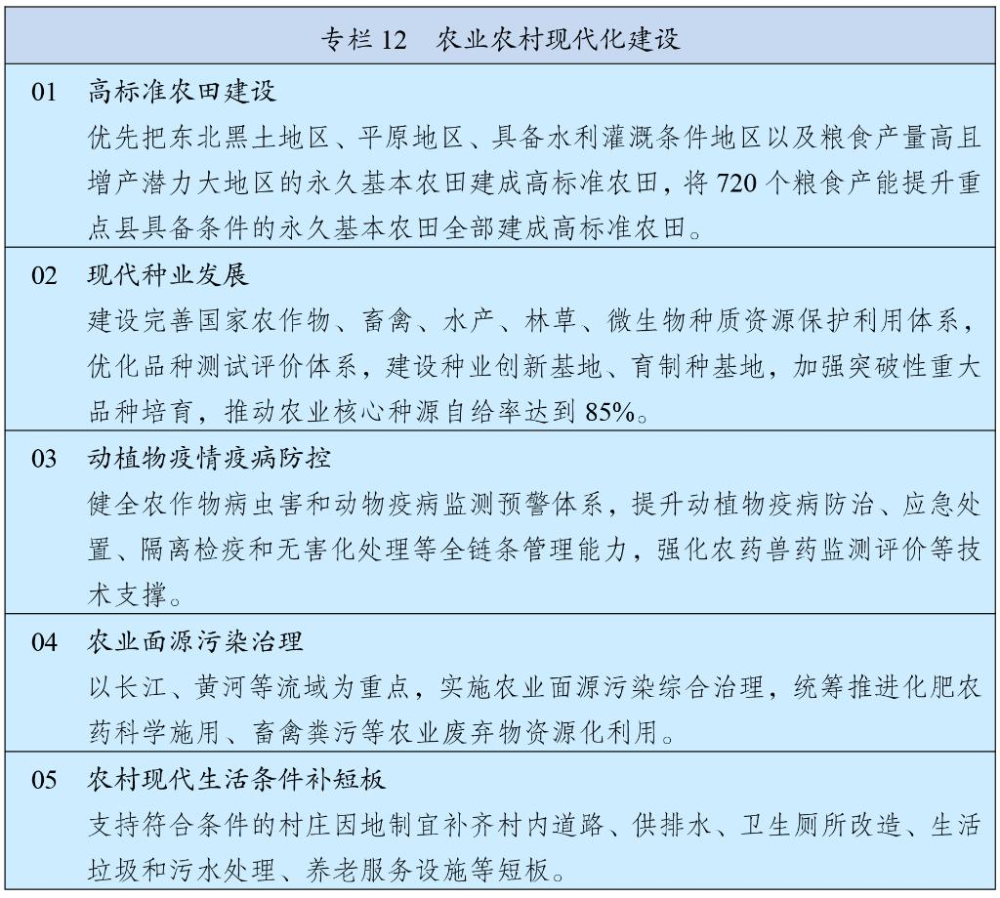 专栏 12　农业农村现代化建设
01　高标准农田建设
优先把东北黑土地区、平原地区、具备水利灌溉条件地区以及粮食产量高且
增产潜力大地区的永久基本农田建成高标准农田，将 720 个粮食产能提升重
点县具备条件的永久基本农田全部建成高标准农田。
02　现代种业发展
建设完善国家农作物、畜禽、水产、林草、微生物种质资源保护利用体系，
优化品种测试评价体系，建设种业创新基地、育制种基地，加强突破性重大
品种培育，推动农业核心种源自给率达到 85%。
03　动植物疫情疫病防控
健全农作物病虫害和动物疫病监测预警体系，提升动植物疫病防治、应急处
置、隔离检疫和无害化处理等全链条管理能力，强化农药兽药监测评价等技
术支撑。
04　农业面源污染治理
以长江、黄河等流域为重点，实施农业面源污染综合治理，统筹推进化肥农
药科学施用、畜禽粪污等农业废弃物资源化利用。
05　农村现代生活条件补短板
支持符合条件的村庄因地制宜补齐村内道路、供排水、卫生厕所改造、生活
垃圾和污水处理、养老服务设施等短板。